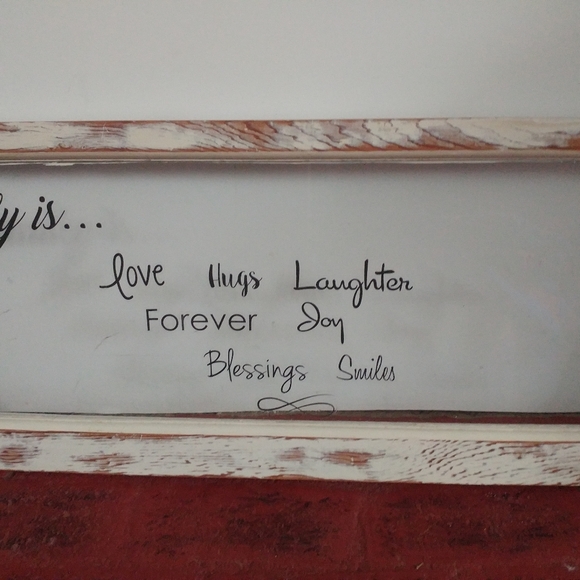 y is...
love Hugs Laughter
Forever Joy
Blessings Smiles